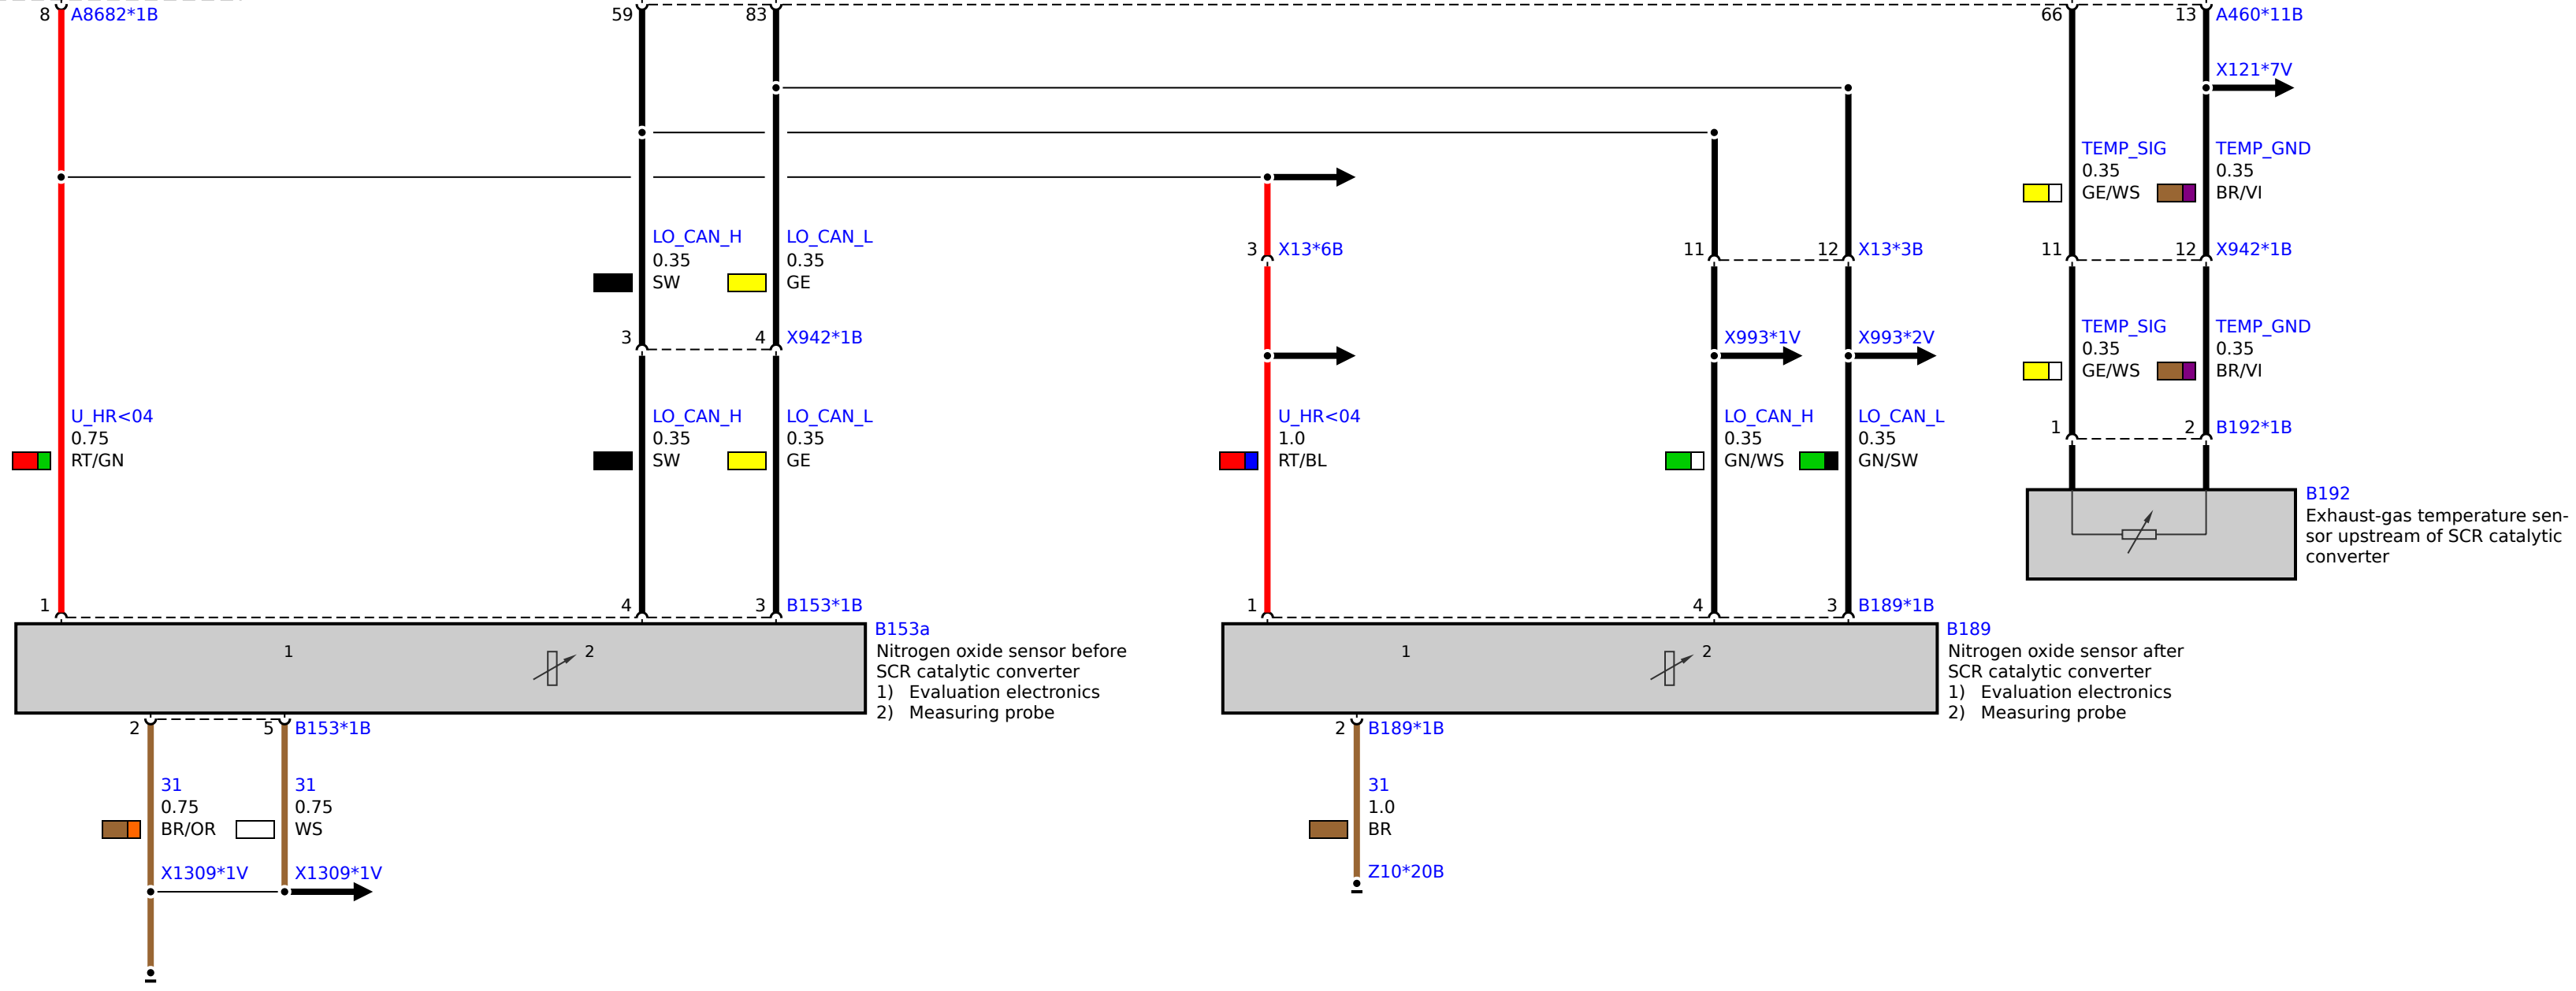 8 A8682*1B 59 83 66 13 A460*11B
X121*7V
TEMP_SIG TEMP_GND
0.35 0.35
GE/WS BR/VI
LO_CAN_H LO_CAN_L
0.35 0.35
SW GE
3 X13*6B 11 12 X13*3B 11 12 X942*1B
3 4 X942*1B X993*1V X993*2V
TEMP_SIG TEMP_GND
0.35 0.35
GE/WS BR/VI
U_HR<04 LO_CAN_H LO_CAN_L U_HR<04 LO_CAN_H LO_CAN_L
0.75 0.35 0.35 1.0 0.35 0.35
RT/GN SW GE RT/BL GN/WS GN/SW
1 2 B192*1B
B192
Exhaust-gas temperature sen-
sor upstream of SCR catalytic
converter
1 4 3 B153*1B 1 4 3 B189*1B
1 2
B153a
Nitrogen oxide sensor before
SCR catalytic converter
1) Evaluation electronics
2) Measuring probe
1 2
B189
Nitrogen oxide sensor after
SCR catalytic converter
1) Evaluation electronics
2) Measuring probe
2 5 B153*1B 2 B189*1B
31 31 31
0.75 0.75 1.0
BR/OR WS BR
X1309*1V X1309*1V Z10*20B